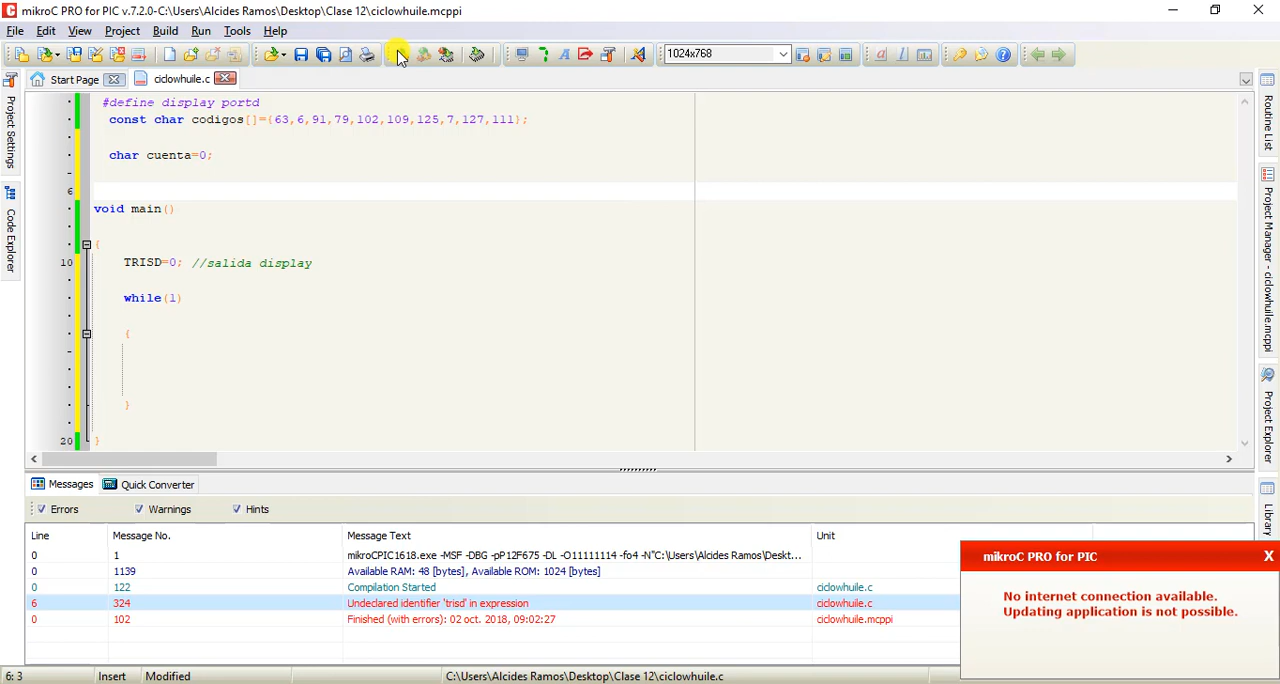 mikroC PRO for PIC v.7.2.0-C:\Users\Alcides Ramos\Desktop\Clase 12\ciclowhuile.mcppi
File Edit View Project Build Run Tools Help
1024x768
Start Page ciclowhuile.c
Project Settings
Code Explorer
#define display portd
const char codigos[]={63,6,91,79,102,109,125,7,127,111};
char cuenta=0;
6
void main()
{
10 TRISD=0; //salida display
while(1)
{
}
20 }
Routine List
Project Manager - ciclowhuile.mcppi
Project Explorer
Library
Messages Quick Converter
Errors Warnings Hints
Line Message No. Message Text Unit
0 1 mikroCPIC1618.exe -MSF -DBG -pP12F675 -DL -O11111114 -fo4 -N"C:\Users\Alcides Ramos\Deskt...
0 1139 Available RAM: 48 [bytes], Available ROM: 1024 [bytes]
0 122 Compilation Started ciclowhuile.c
6 324 Undeclared identifier 'trisd' in expression ciclowhuile.c
0 102 Finished (with errors): 02 oct. 2018, 09:02:27 ciclowhuile.mcppi
mikroC PRO for PIC X
No internet connection available.
Updating application is not possible.
6: 3 Insert Modified C:\Users\Alcides Ramos\Desktop\Clase 12\ciclowhuile.c